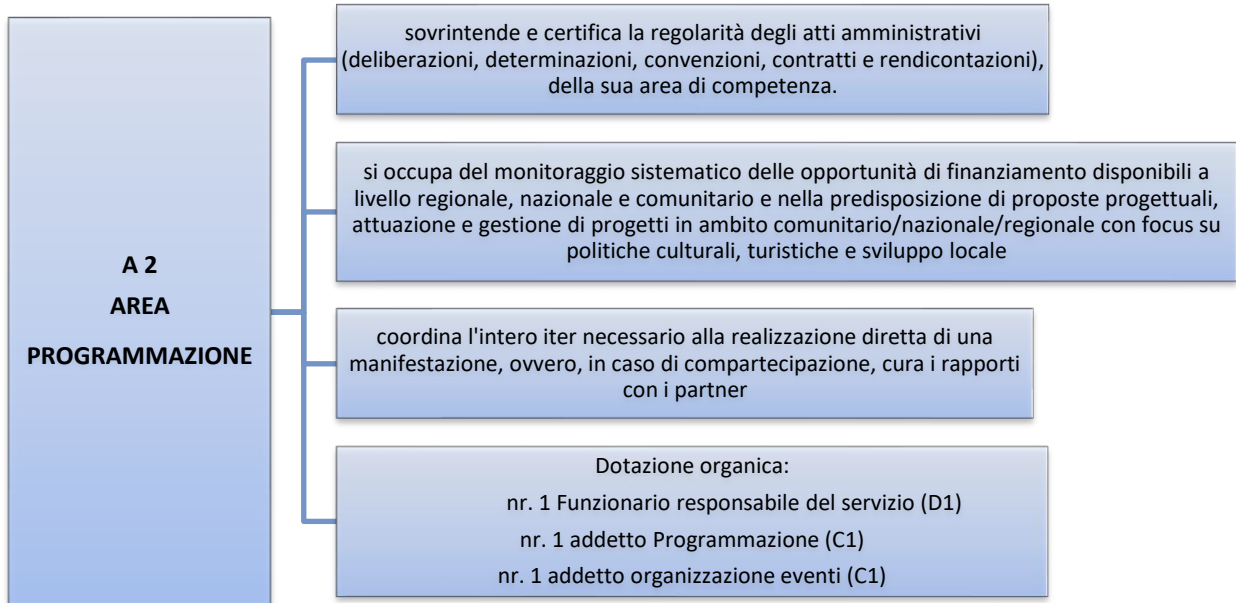 A 2
AREA
PROGRAMMAZIONE
sovrintende e certifica la regolarità degli atti amministrativi
(deliberazioni, determinazioni, convenzioni, contratti e rendicontazioni),
della sua area di competenza.
si occupa del monitoraggio sistematico delle opportunità di finanziamento disponibili a
livello regionale, nazionale e comunitario e nella predisposizione di proposte progettuali,
attuazione e gestione di progetti in ambito comunitario/nazionale/regionale con focus su
politiche culturali, turistiche e sviluppo locale
coordina l'intero iter necessario alla realizzazione diretta di una
manifestazione, ovvero, in caso di compartecipazione, cura i rapporti
con i partner
Dotazione organica:
nr. 1 Funzionario responsabile del servizio (D1)
nr. 1 addetto Programmazione (C1)
nr. 1 addetto organizzazione eventi (C1)